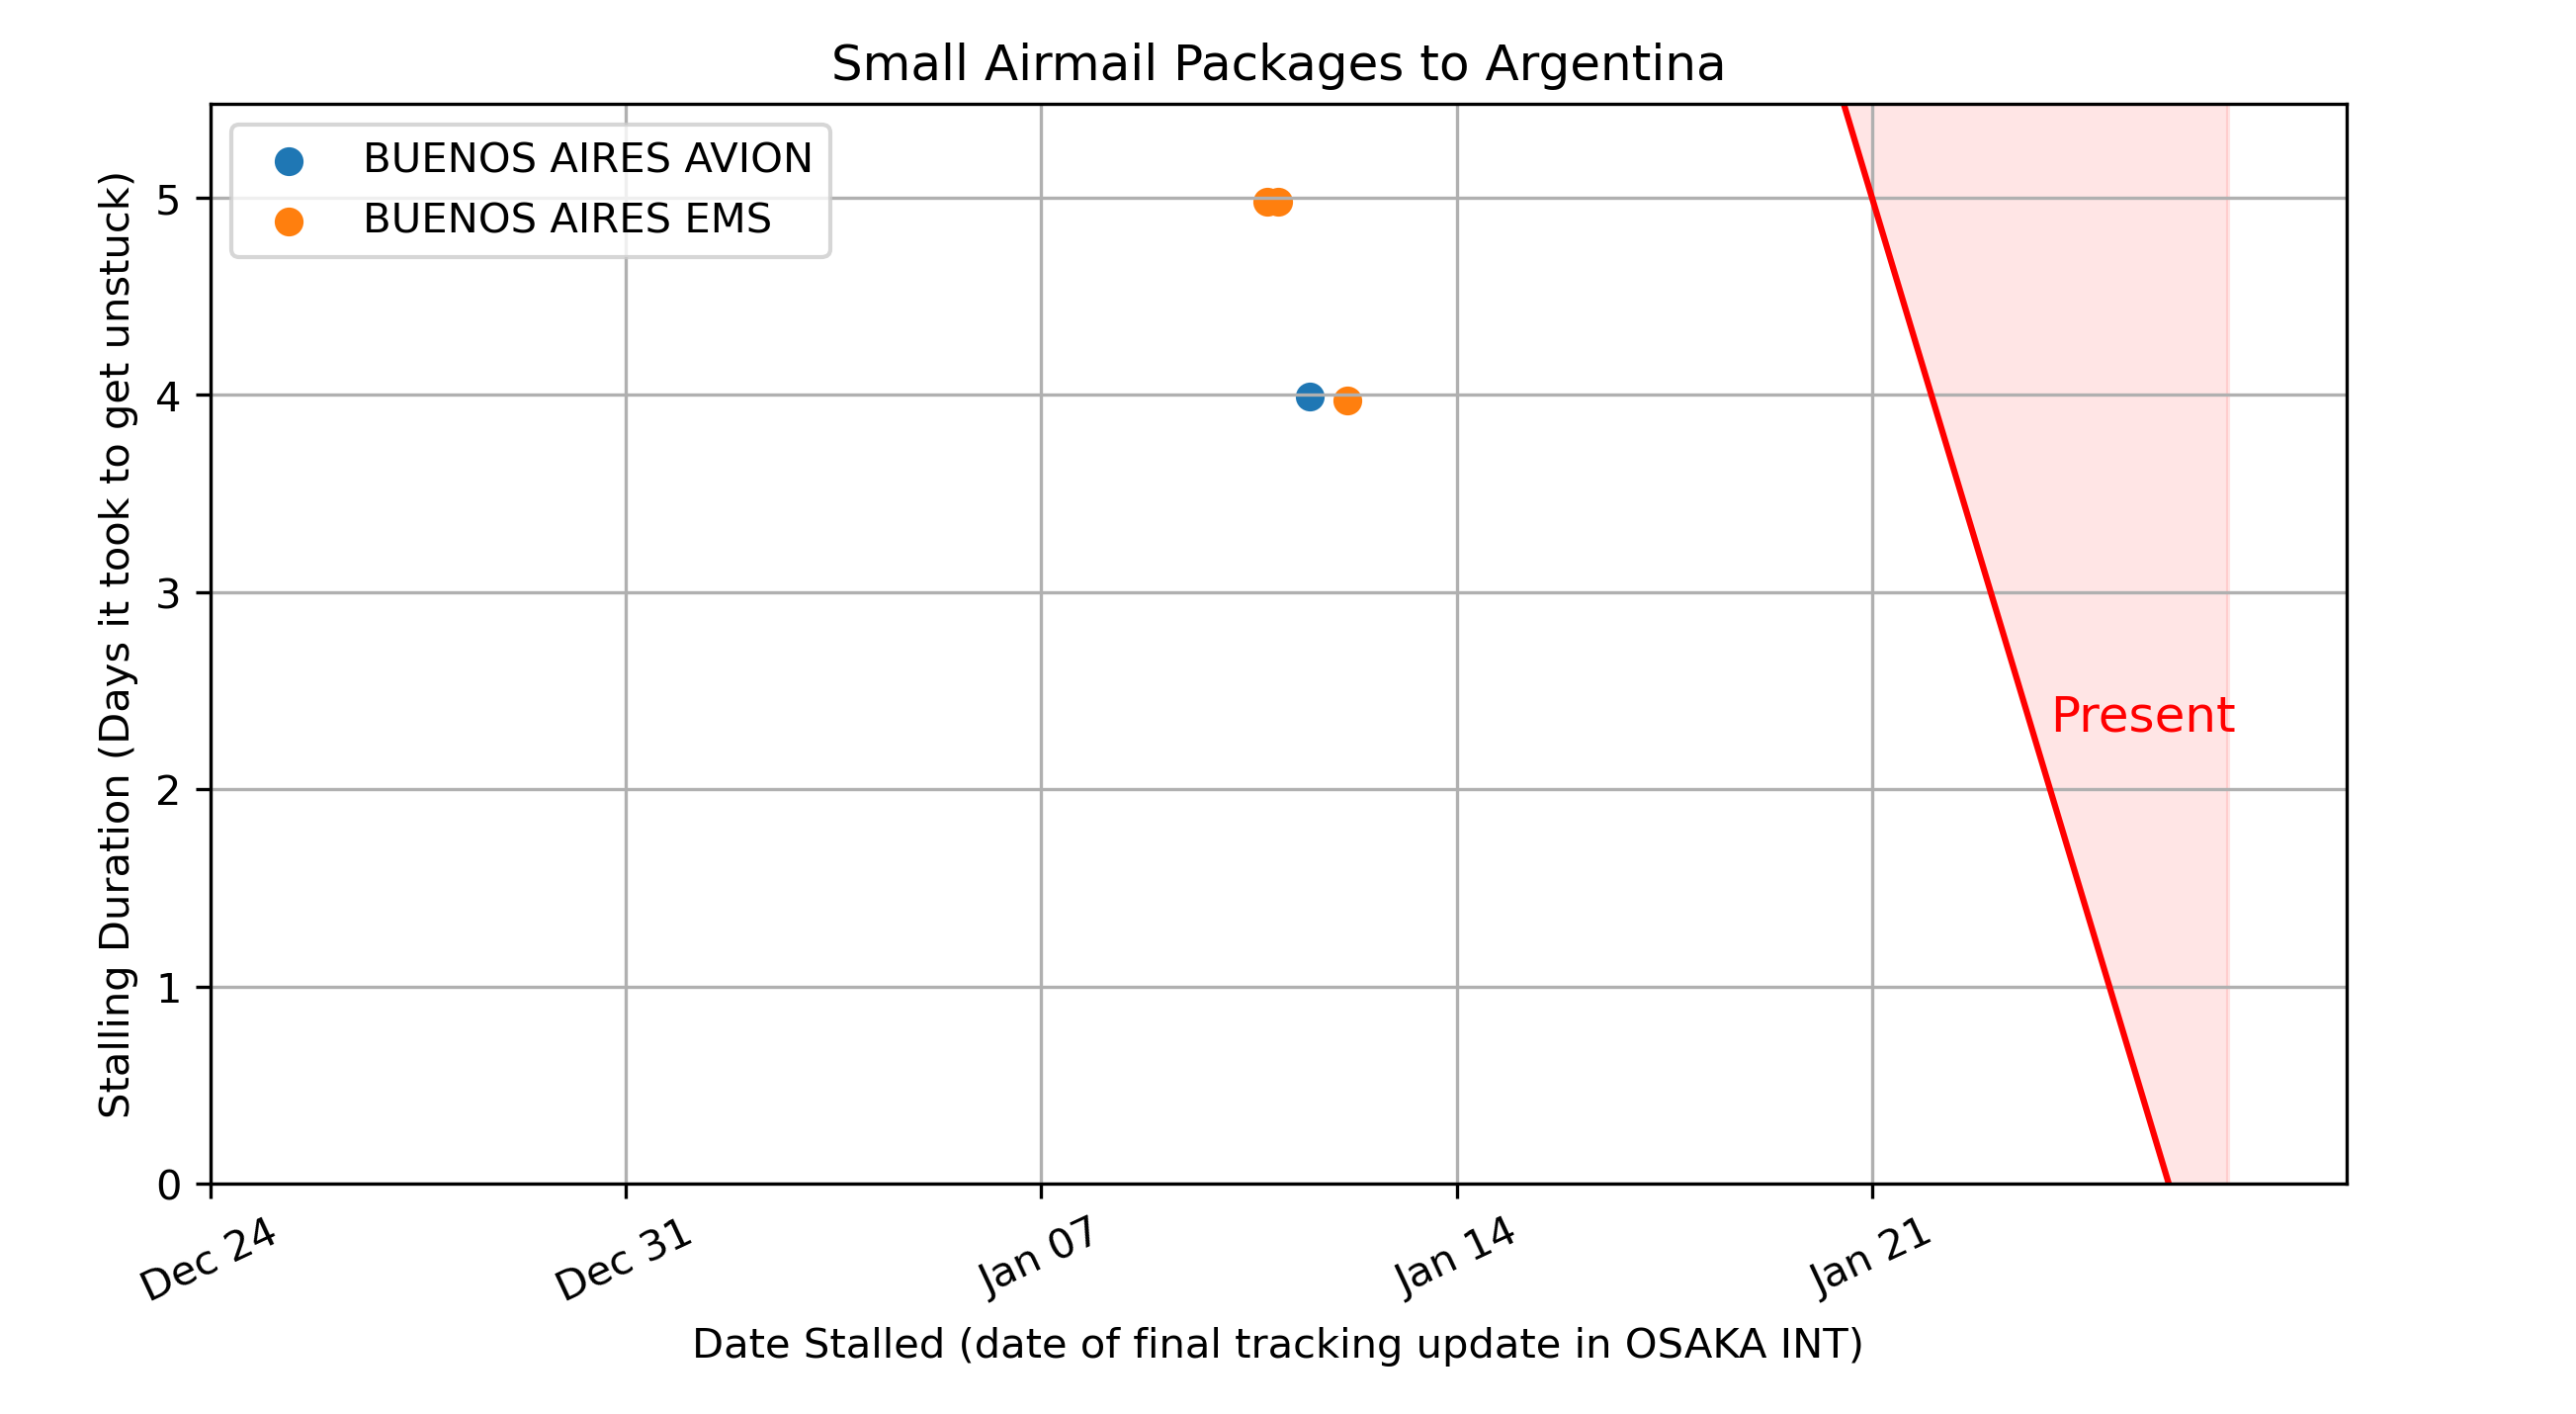 Small Airmail Packages to Argentina
BUENOS AIRES AVION
BUENOS AIRES EMS
Stalling Duration (Days it took to get unstuck)
5
4
3
2
1
0
Present
Dec 24
Dec 31
Jan 07
Jan 14
Jan 21
Date Stalled (date of final tracking update in OSAKA INT)